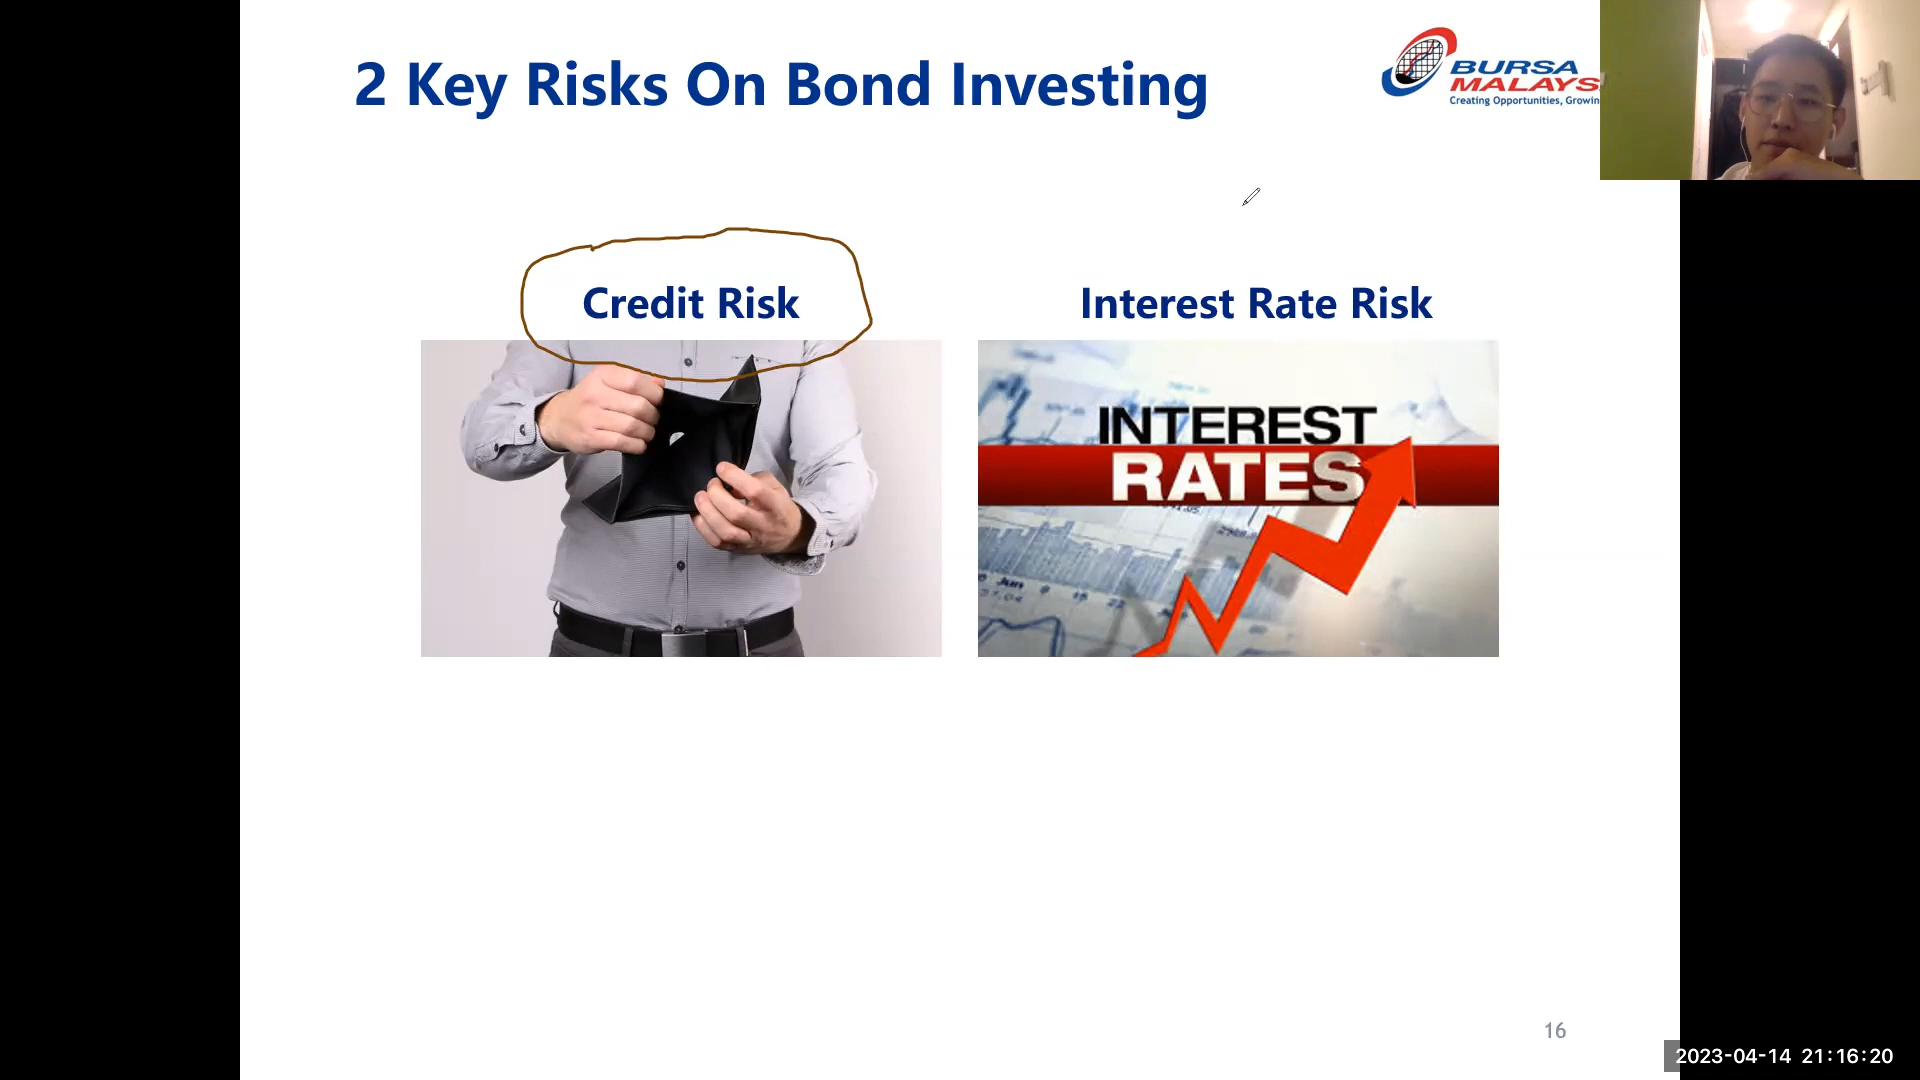 2 Key Risks On Bond Investing
BURSA
MALAYS
Creating Opportunities, Growin
Credit Risk
Interest Rate Risk
INTEREST
RATES
Jun
16
2023-04-14 21:16:20